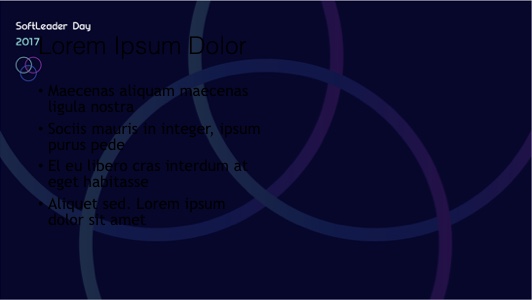 SoftLeader Day
2017
Lorem Ipsum Dolor
• Maecenas aliquam maecenas
ligula nostra
• Sociis mauris in integer, ipsum
purus pede
• El eu libero cras interdum at
eget habitasse
• Aliquet sed. Lorem ipsum
dolor sit amet